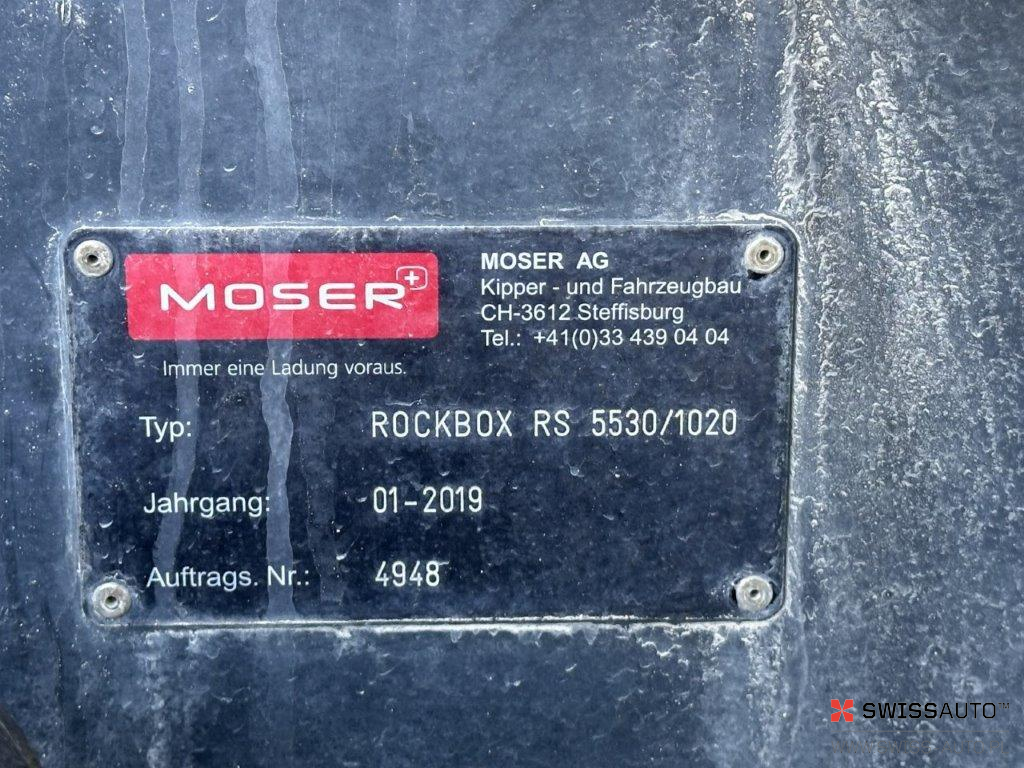 MOSER+
Immer eine Ladung voraus.
MOSER AG
Kipper - und Fahrzeugbau
CH-3612 Steffisburg
Tel.: +41(0)33 439 04 04
Typ: ROCKBOX RS 5530/1020
Jahrgang: 01-2019
Auftrags. Nr.: 4948
SWISSAUTO™